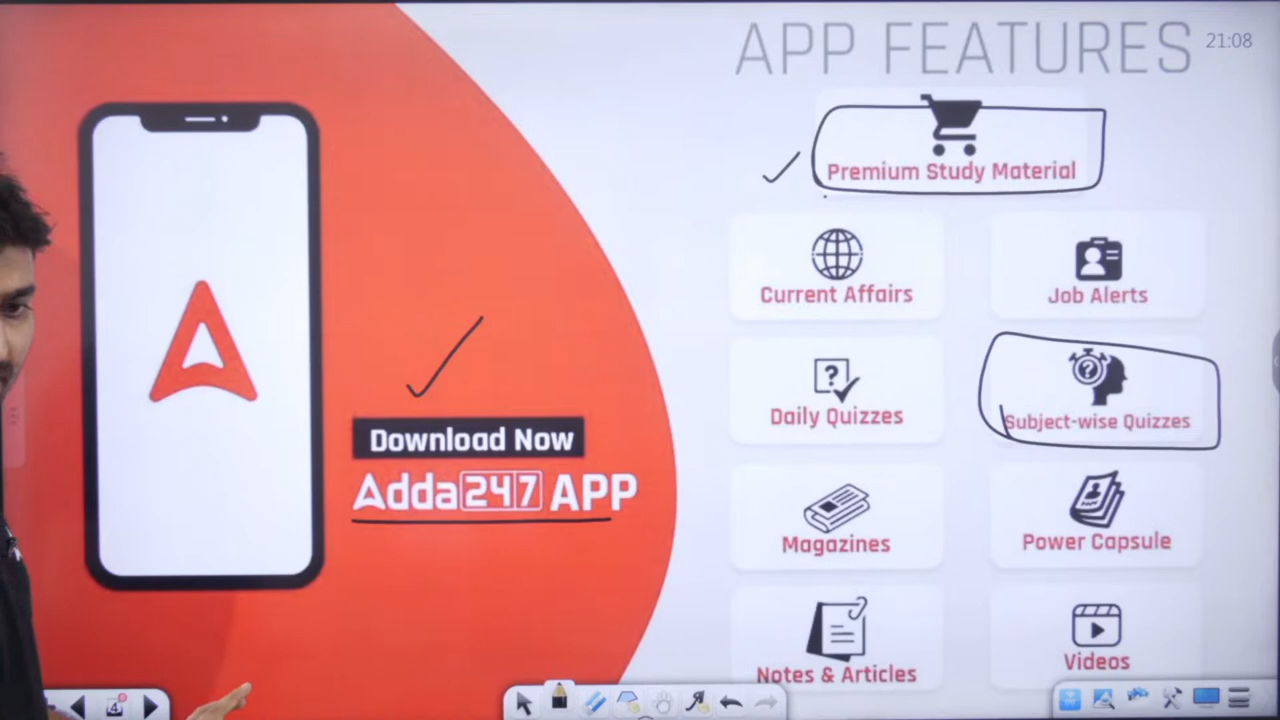 APP FEATURES
21:08
Premium Study Material
Current Affairs
Job Alerts
Daily Quizzes
Subject-wise Quizzes
Download Now
Adda247 APP
Magazines
Power Capsule
Notes & Articles
Videos
4